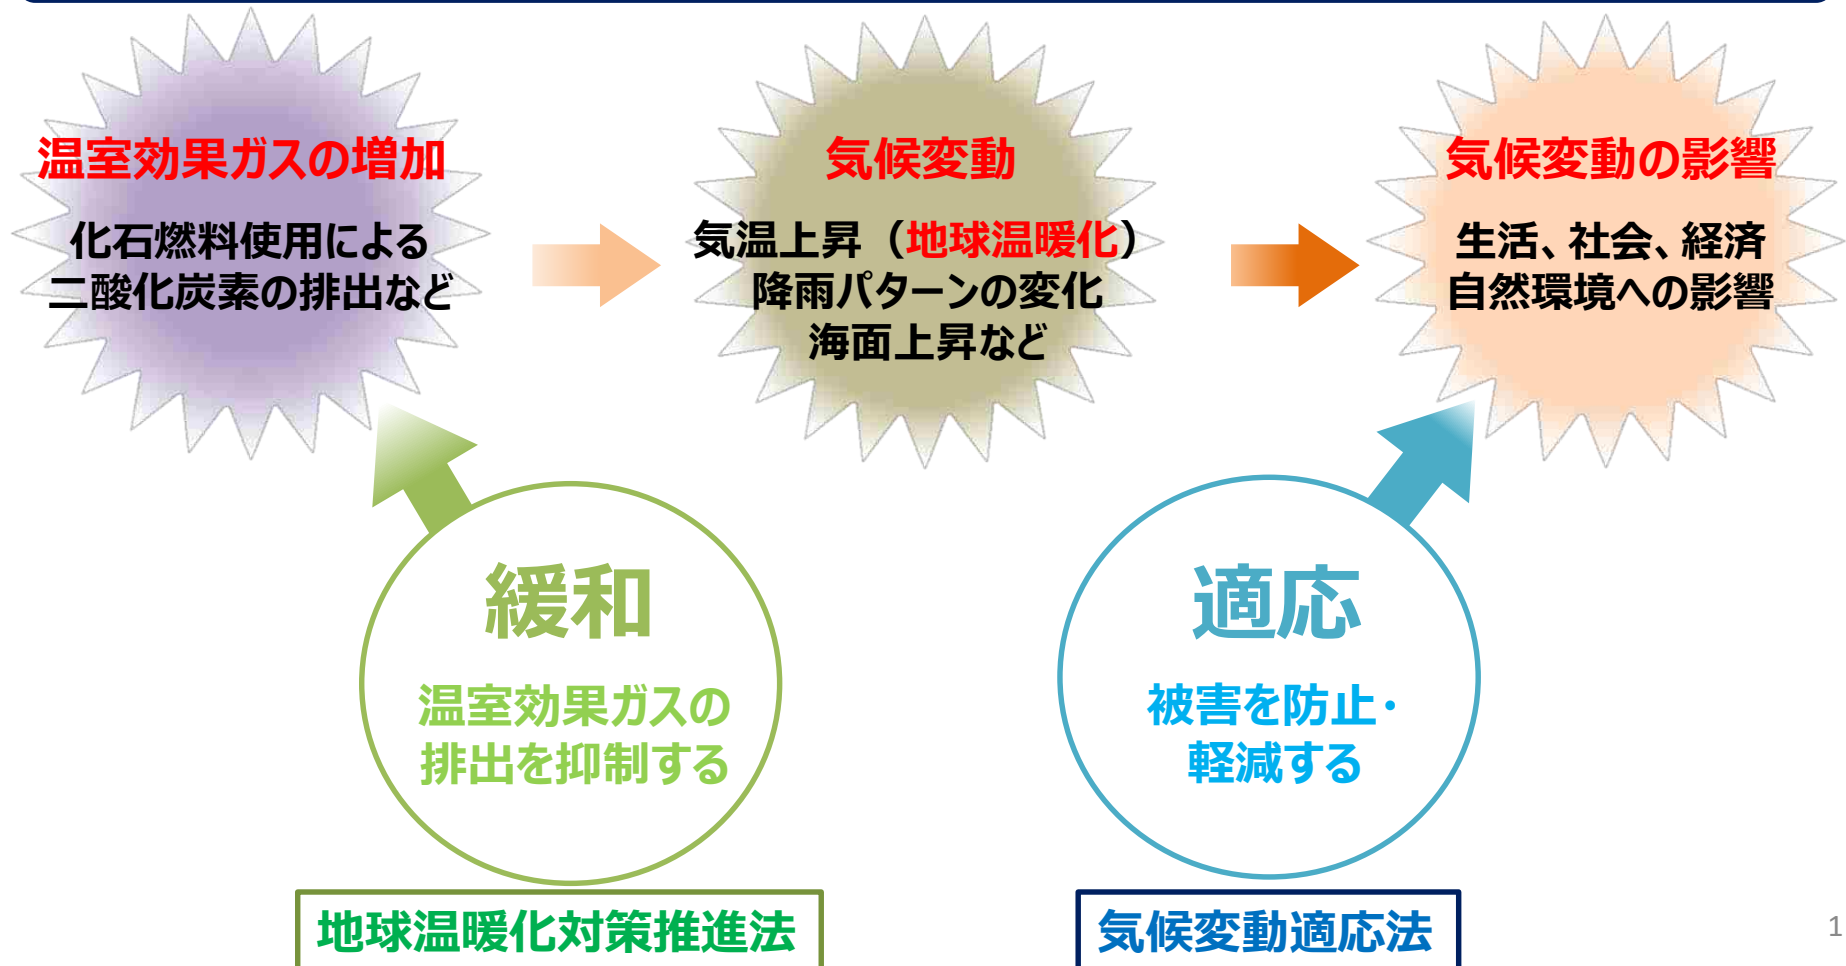 温室効果ガスの増加
化石燃料使用による
二酸化炭素の排出など
気候変動
気温上昇（地球温暖化）
降雨パターンの変化
海面上昇など
気候変動の影響
生活、社会、経済
自然環境への影響
緩和
温室効果ガスの
排出を抑制する
適応
被害を防止・
軽減する
地球温暖化対策推進法
気候変動適応法
1